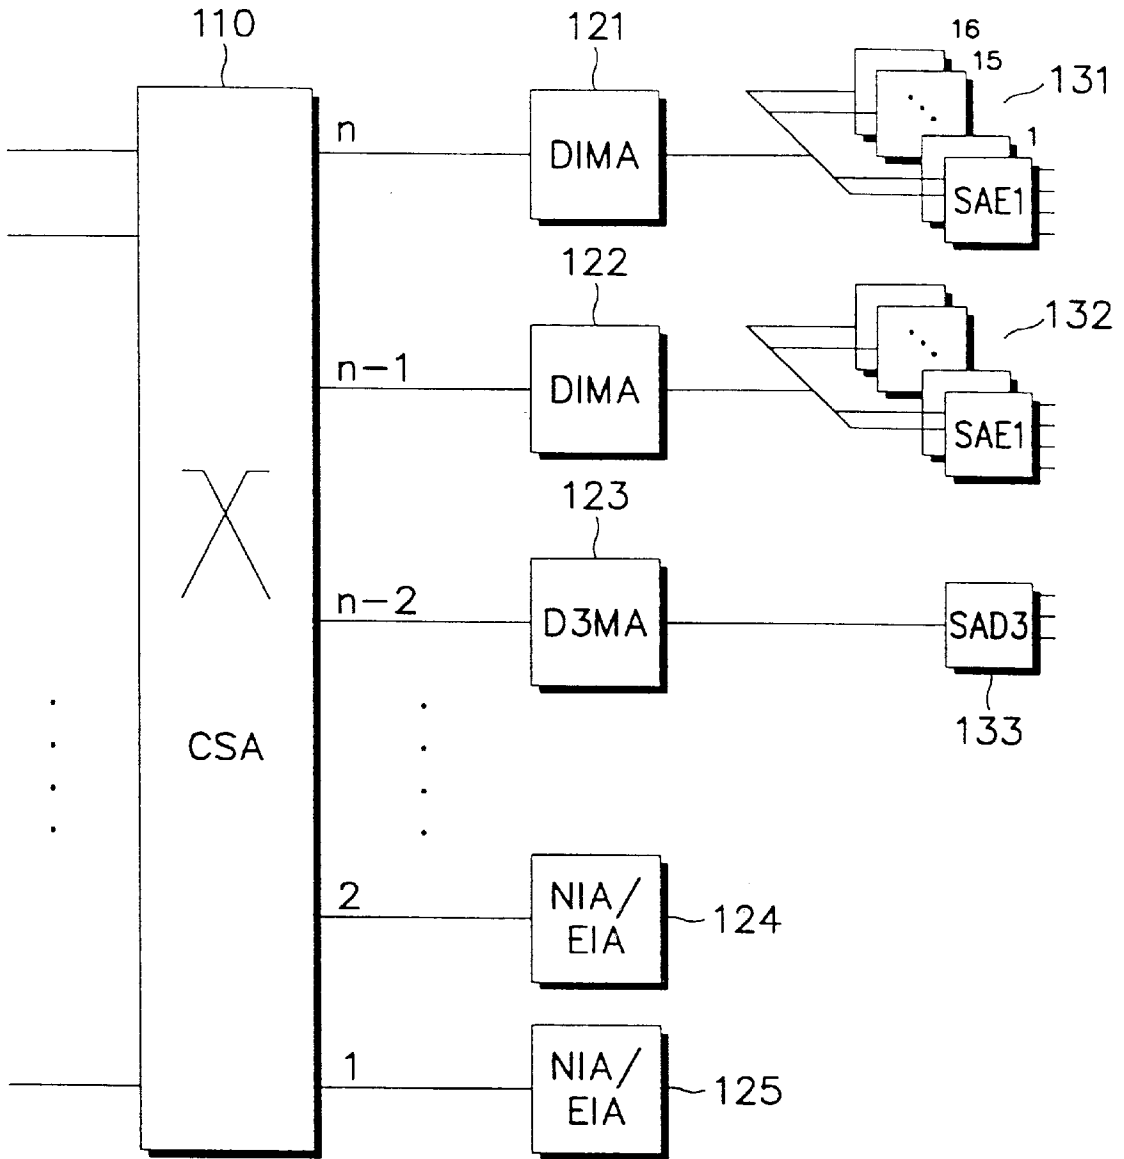 110
121
16
15
131
n
DIMA
1
SAE1
122
132
n-1
DIMA
SAE1
123
n-2
D3MA
SAD3
133
CSA
2
NIA/
EIA
124
1
NIA/
EIA
125